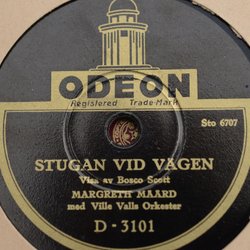 ODEON
Registered Trade-Mark
Sto 6707
STUGAN VID VÄGEN
Visa av Bosco Scott
MARGRETH MAARD
med Ville Valls Orkester
D-3101